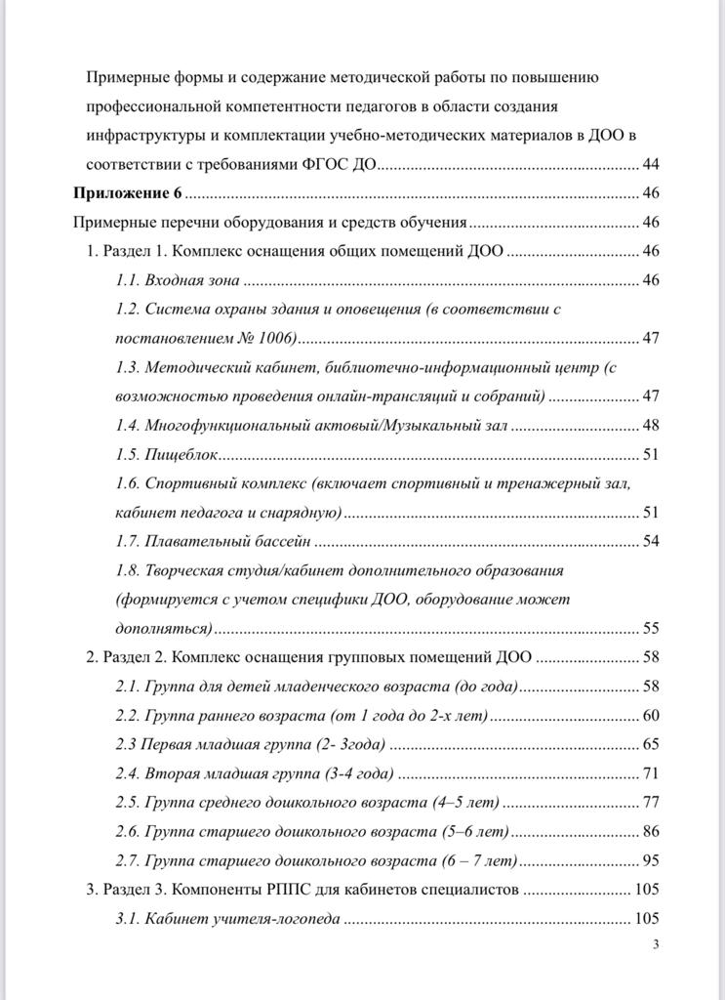 Примерные формы и содержание методической работы по повышению
профессиональной компетентности педагогов в области создания
инфраструктуры и комплектации учебно-методических материалов в ДОО в
соответствии с требованиями ФГОС ДО............................................................... 44
Приложение 6 ............................................................................................................. 46
Примерные перечни оборудования и средств обучения......................................... 46
1. Раздел 1. Комплекс оснащения общих помещений ДОО ................................ 46
1.1. Входная зона ............................................................................................... 46
1.2. Система охраны здания и оповещения (в соответствии с
постановлением № 1006).................................................................................. 47
1.3. Методический кабинет, библиотечно-информационный центр (с
возможностью проведения онлайн-трансляций и собраний) ...................... 47
1.4. Многофункциональный актовый/Музыкальный зал ............................... 48
1.5. Пищеблок..................................................................................................... 51
1.6. Спортивный комплекс (включает спортивный и тренажерный зал,
кабинет педагога и снарядную)....................................................................... 51
1.7. Плавательный бассейн .............................................................................. 54
1.8. Творческая студия/кабинет дополнительного образования
(формируется с учетом специфики ДОО, оборудование может
дополняться)...................................................................................................... 55
2. Раздел 2. Комплекс оснащения групповых помещений ДОО ......................... 58
2.1. Группа для детей младенческого возраста (до года)............................. 58
2.2. Группа раннего возраста (от 1 года до 2-х лет).................................... 60
2.3 Первая младшая группа (2- 3года) ............................................................ 65
2.4. Вторая младшая группа (3-4 года) .......................................................... 71
2.5. Группа среднего дошкольного возраста (4–5 лет) ................................. 77
2.6. Группа старшего дошкольного возраста (5–6 лет)............................... 86
2.7. Группа старшего дошкольного возраста (6 – 7 лет)............................. 95
3. Раздел 3. Компоненты РППС для кабинетов специалистов .......................... 105
3.1. Кабинет учителя-логопеда ..................................................................... 105
3